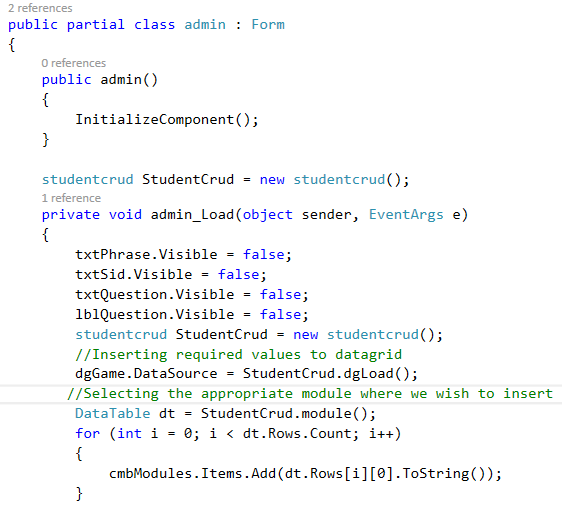 2 references
public partial class admin : Form
{
0 references
public admin()
{
InitializeComponent();
}
studentcrud StudentCrud = new studentcrud();
1 reference
private void admin_Load(object sender, EventArgs e)
{
txtPhrase.Visible = false;
txtSid.Visible = false;
txtQuestion.Visible = false;
lblQuestion.Visible = false;
studentcrud StudentCrud = new studentcrud();
//Inserting required values to datagrid
dgGame.DataSource = StudentCrud.dgLoad();
//Selecting the appropriate module where we wish to insert
DataTable dt = StudentCrud.module();
for (int i = 0; i < dt.Rows.Count; i++)
{
cmbModules.Items.Add(dt.Rows[i][0].ToString());
}